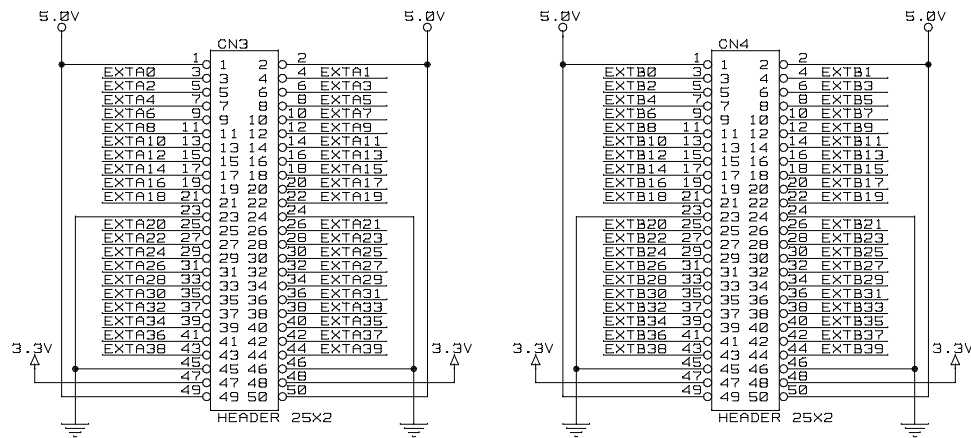 5.0V 5.0V
CN3
1 1 2 2
EXTA0 3 3 4 4 EXTA1
EXTA2 5 5 6 6 EXTA3
EXTA4 7 7 8 8 EXTA5
EXTA6 9 9 10 10 EXTA7
EXTA8 11 11 12 12 EXTA9
EXTA10 13 13 14 14 EXTA11
EXTA12 15 15 16 16 EXTA13
EXTA14 17 17 18 18 EXTA15
EXTA16 19 19 20 20 EXTA17
EXTA18 21 21 22 22 EXTA19
23 23 24 24
EXTA20 25 25 26 26 EXTA21
EXTA22 27 27 28 28 EXTA23
EXTA24 29 29 30 30 EXTA25
EXTA26 31 31 32 32 EXTA27
EXTA28 33 33 34 34 EXTA29
EXTA30 35 35 36 36 EXTA31
EXTA32 37 37 38 38 EXTA33
EXTA34 39 39 40 40 EXTA35
EXTA36 41 41 42 42 EXTA37
EXTA38 43 43 44 44 EXTA39
3.3V 3.3V
45 45 46 46
47 47 48 48
49 49 50 50
HEADER 25X2
5.0V 5.0V
CN4
1 1 2 2
EXTB0 3 3 4 4 EXTB1
EXTB2 5 5 6 6 EXTB3
EXTB4 7 7 8 8 EXTB5
EXTB6 9 9 10 10 EXTB7
EXTB8 11 11 12 12 EXTB9
EXTB10 13 13 14 14 EXTB11
EXTB12 15 15 16 16 EXTB13
EXTB14 17 17 18 18 EXTB15
EXTB16 19 19 20 20 EXTB17
EXTB18 21 21 22 22 EXTB19
23 23 24 24
EXTB20 25 25 26 26 EXTB21
EXTB22 27 27 28 28 EXTB23
EXTB24 29 29 30 30 EXTB25
EXTB26 31 31 32 32 EXTB27
EXTB28 33 33 34 34 EXTB29
EXTB30 35 35 36 36 EXTB31
EXTB32 37 37 38 38 EXTB33
EXTB34 39 39 40 40 EXTB35
EXTB36 41 41 42 42 EXTB37
EXTB38 43 43 44 44 EXTB39
3.3V 3.3V
45 45 46 46
47 47 48 48
49 49 50 50
HEADER 25X2